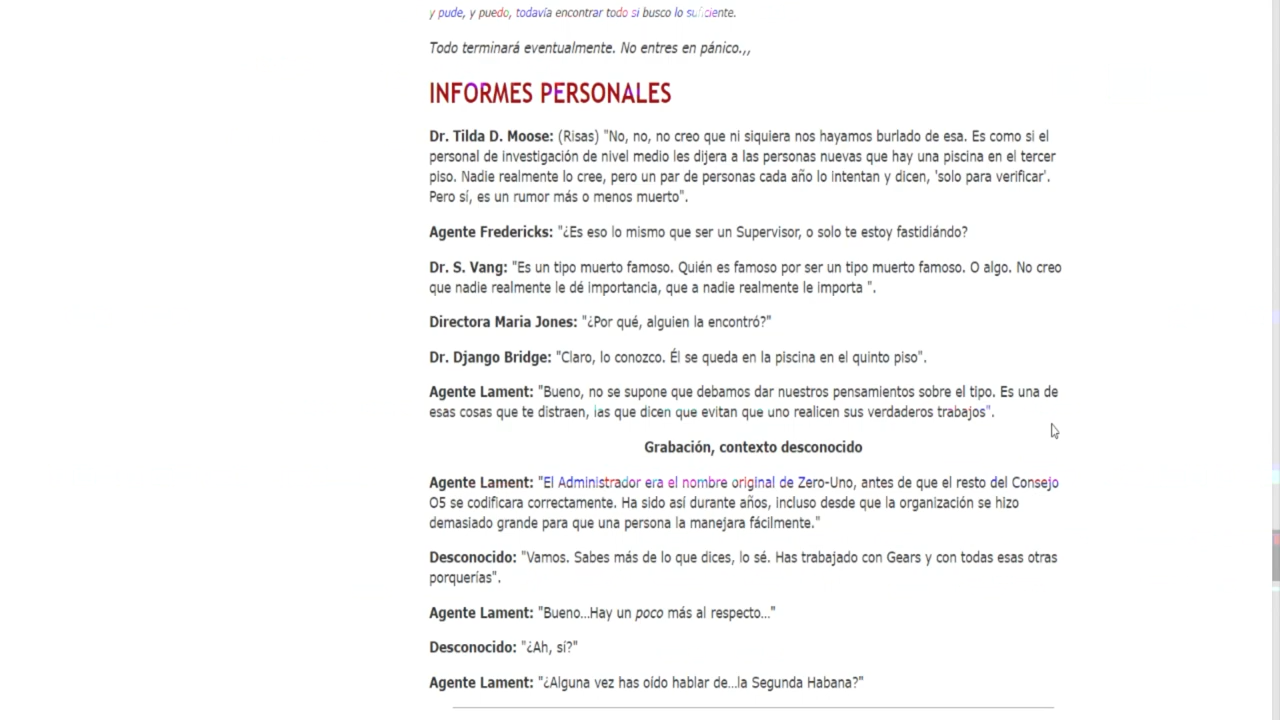 y pude, y puedo, todavía encontrar todo si busco lo suficiente.
Todo terminará eventualmente. No entres en pánico.,,
INFORMES PERSONALES
Dr. Tilda D. Moose: (Risas) "No, no, no creo que ni siquiera nos hayamos burlado de esa. Es como si el
personal de investigación de nivel medio les dijera a las personas nuevas que hay una piscina en el tercer
piso. Nadie realmente lo cree, pero un par de personas cada año lo intentan y dicen, 'solo para verificar'.
Pero sí, es un rumor más o menos muerto".
Agente Fredericks: "¿Es eso lo mismo que ser un Supervisor, o solo te estoy fastidiándo?
Dr. S. Vang: "Es un tipo muerto famoso. Quién es famoso por ser un tipo muerto famoso. O algo. No creo
que nadie realmente le dé importancia, que a nadie realmente le importa ".
Directora Maria Jones: "¿Por qué, alguien la encontró?"
Dr. Django Bridge: "Claro, lo conozco. Él se queda en la piscina en el quinto piso".
Agente Lament: "Bueno, no se supone que debamos dar nuestros pensamientos sobre el tipo. Es una de
esas cosas que te distraen, las que dicen que evitan que uno realicen sus verdaderos trabajos".
Grabación, contexto desconocido
Agente Lament: "El Administrador era el nombre original de Zero-Uno, antes de que el resto del Consejo
O5 se codificara correctamente. Ha sido así durante años, incluso desde que la organización se hizo
demasiado grande para que una persona la manejara fácilmente."
Desconocido: "Vamos. Sabes más de lo que dices, lo sé. Has trabajado con Gears y con todas esas otras
porquerías".
Agente Lament: "Bueno...Hay un poco más al respecto..."
Desconocido: "¿Ah, sí?"
Agente Lament: "¿Alguna vez has oído hablar de...la Segunda Habana?"